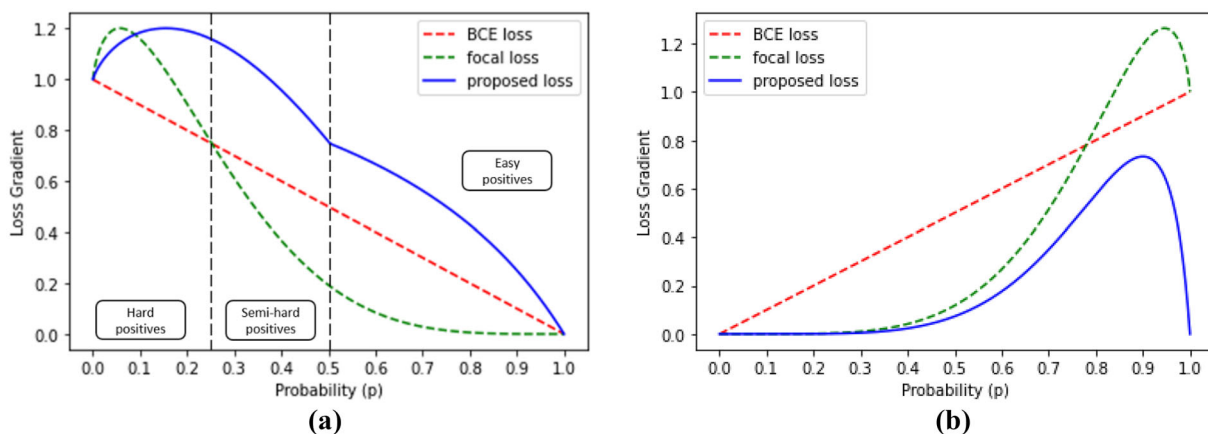 BCE loss
focal loss
proposed loss
Easy
positives
Hard
positives
Semi-hard
positives
Loss Gradient
1.2
1.0
0.8
0.6
0.4
0.2
0.0
0.0 0.1 0.2 0.3 0.4 0.5 0.6 0.7 0.8 0.9 1.0
Probability (p)
(a)
BCE loss
focal loss
proposed loss
Loss Gradient
1.2
1.0
0.8
0.6
0.4
0.2
0.0
0.0 0.1 0.2 0.3 0.4 0.5 0.6 0.7 0.8 0.9 1.0
Probability (p)
(b)